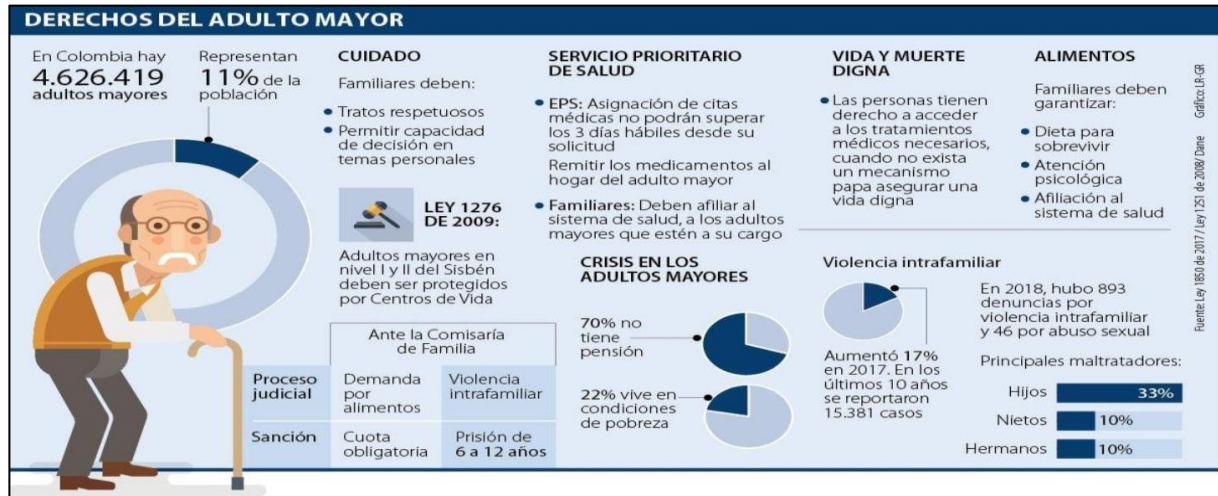 DERECHOS DEL ADULTO MAYOR
En Colombia hay
4.626.419
adultos mayores
Representan
11% de la
población
CUIDADO
Familiares deben:
• Tratos respetuosos
• Permitir capacidad
de decisión en
temas personales
LEY 1276
DE 2009:
Adultos mayores en
nivel I y II del Sisbén
deben ser protegidos
por Centros de Vida
Ante la Comisaría
de Familia
Proceso
judicial
Demanda
por
alimentos
Violencia
intrafamiliar
Sanción
Cuota
obligatoria
Prisión de
6 a 12 años
SERVICIO PRIORITARIO
DE SALUD
• EPS: Asignación de citas
médicas no podrán superar
los 3 días hábiles desde su
solicitud
Remitir los medicamentos al
hogar del adulto mayor
• Familiares: Deben afiliar al
sistema de salud, a los adultos
mayores que estén a su cargo
VIDA Y MUERTE
DIGNA
• Las personas tienen
derecho a acceder
a los tratamientos
médicos necesarios,
cuando no exista
un mecanismo
papa asegurar una
vida digna
ALIMENTOS
Familiares deben
garantizar:
• Dieta para
sobrevivir
• Atención
psicológica
• Afiliación al
sistema de salud
CRISIS EN LOS
ADULTOS MAYORES
70% no
tiene
pensión
22% vive en
condiciones
de pobreza
Violencia intrafamiliar
Aumentó 17%
en 2017. En los
últimos 10 años
se reportaron
15.381 casos
En 2018, hubo 893
denuncias por
violencia intrafamiliar
y 46 por abuso sexual
Principales maltratadores:
Hijos 33%
Nietos 10%
Hermanos 10%
Fuente: Ley 1850 de 2017 / Ley 1251 de 2008/ Dane Gráfico: LR-GR